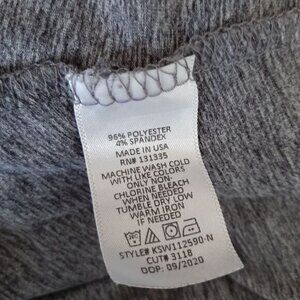 96% POLYESTER
4% SPANDEX
MADE IN USA
RN# 131335
MACHINE WASH COLD
WITH LIKE COLORS
ONLY NON-
CHLORINE BLEACH
WHEN NEEDED
TUMBLE DRY LOW
WARM IRON
IF NEEDED
STYLE# KSW112590-N
CUT# 3118
DOP: 09/2020